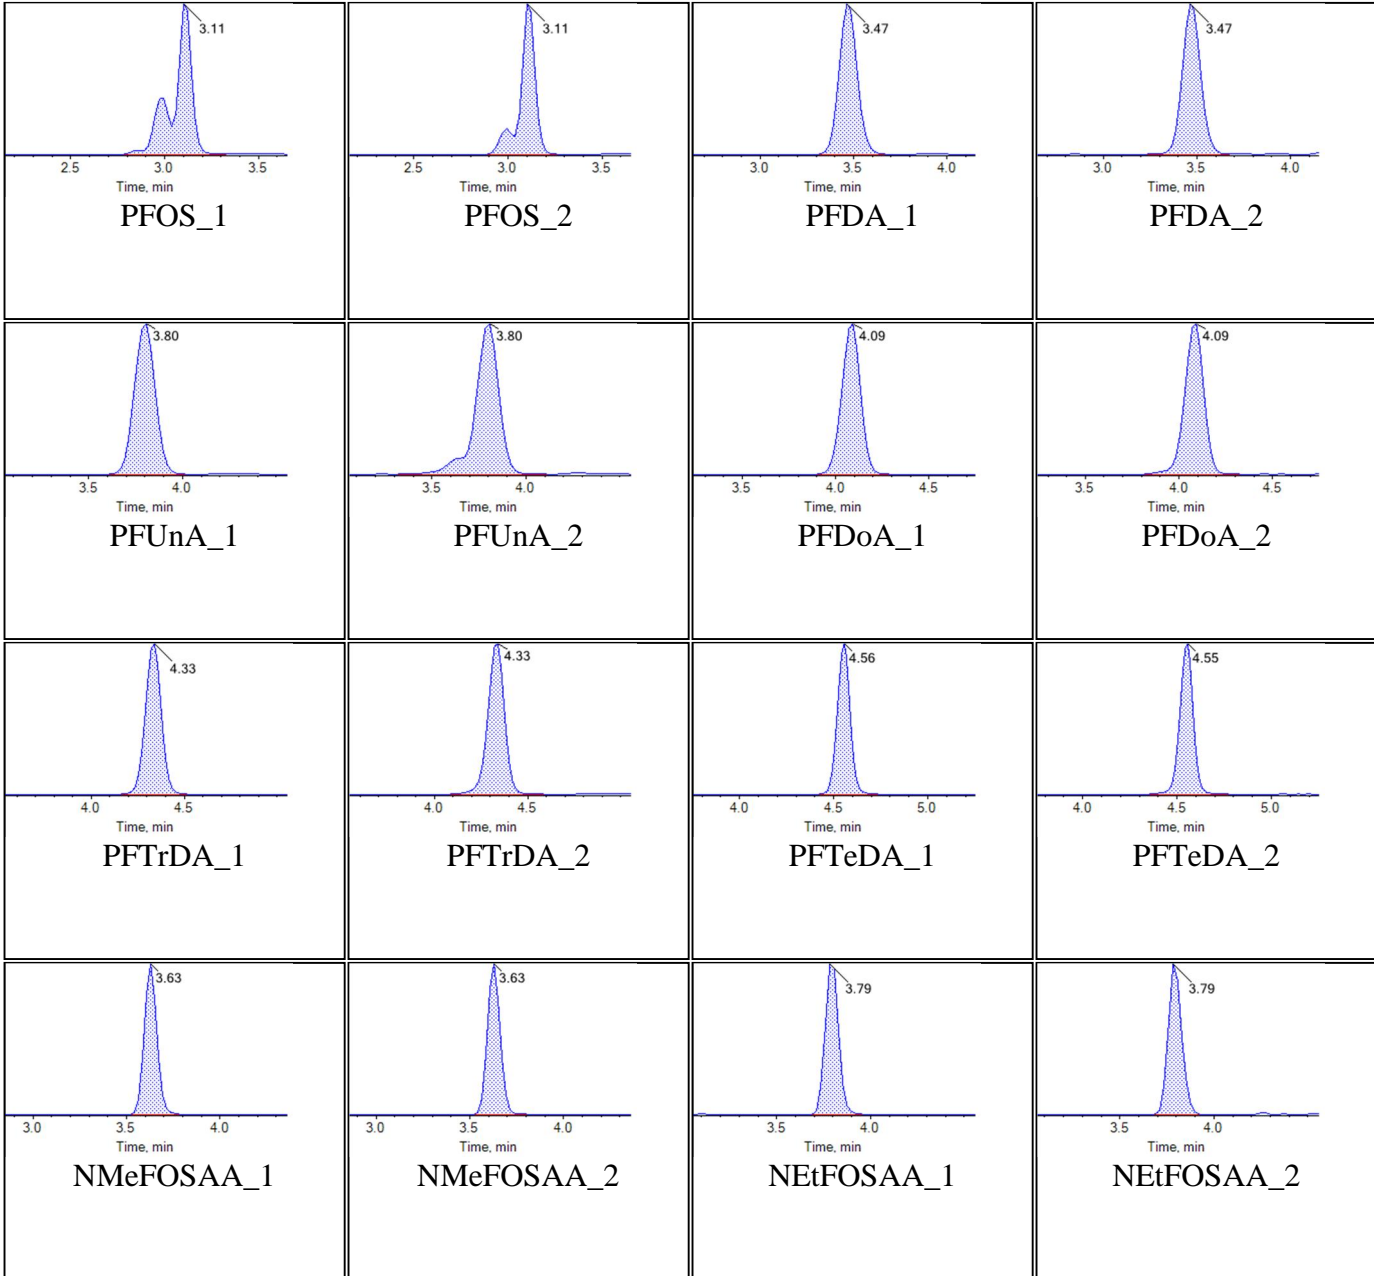 3.11 3.11 3.47 3.47
2.5 3.0 3.5 2.5 3.0 3.5 3.0 3.5 4.0 3.0 3.5 4.0
Time, min Time, min Time, min Time, min
PFOS_1 PFOS_2 PFDA_1 PFDA_2
3.80 3.80 4.09 4.09
3.5 4.0 3.5 4.0 3.5 4.0 4.5 3.5 4.0 4.5
Time, min Time, min Time, min Time, min
PFUnA_1 PFUnA_2 PFDoA_1 PFDoA_2
4.33 4.33 4.56 4.55
4.0 4.5 4.0 4.5 4.0 4.5 5.0 4.0 4.5 5.0
Time, min Time, min Time, min Time, min
PFTrDA_1 PFTrDA_2 PFTeDA_1 PFTeDA_2
3.63 3.63 3.79 3.79
3.0 3.5 4.0 3.0 3.5 4.0 3.5 4.0 3.5 4.0
Time, min Time, min Time, min Time, min
NMeFOSAA_1 NMeFOSAA_2 NEtFOSAA_1 NEtFOSAA_2